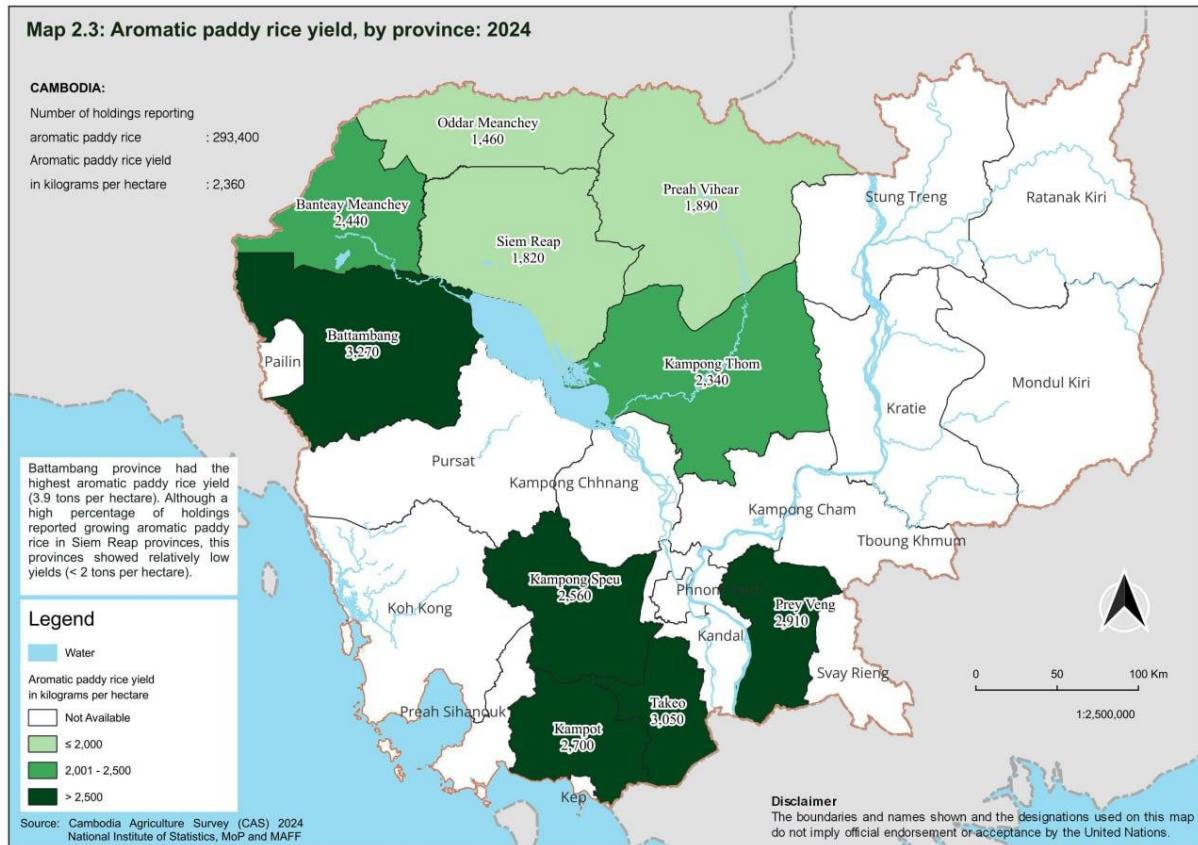 Map 2.3: Aromatic paddy rice yield, by province: 2024
CAMBODIA:
Number of holdings reporting
aromatic paddy rice : 293,400
Aromatic paddy rice yield
in kilograms per hectare : 2,360
Oddar Meanchey
1,460
Banteay Meanchey
2,440
Preah Vihear
1,890
Stung Treng
Ratanak Kiri
Siem Reap
1,820
Battambang
3,270
Pailin
Kampong Thom
2,340
Mondul Kiri
Kratie
Pursat
Kampong Chhnang
Kampong Cham
Tboung Khmum
Kampong Speu
2,560
Phnom
Prey Veng
2,910
Koh Kong
Kandal
Svay Rieng
Preah Sihanouk
Takeo
3,050
Kampot
2,700
Kep
Battambang province had the
highest aromatic paddy rice yield
(3.9 tons per hectare). Although a
high percentage of holdings
reported growing aromatic paddy
rice in Siem Reap provinces, this
provinces showed relatively low
yields (< 2 tons per hectare).
Legend
Water
Aromatic paddy rice yield
in kilograms per hectare
Not Available
≤ 2,000
2,001 - 2,500
> 2,500
Source: Cambodia Agriculture Survey (CAS) 2024
National Institute of Statistics, MoP and MAFF
0 50 100 Km
1:2,500,000
Disclaimer
The boundaries and names shown and the designations used on this map
do not imply official endorsement or acceptance by the United Nations.